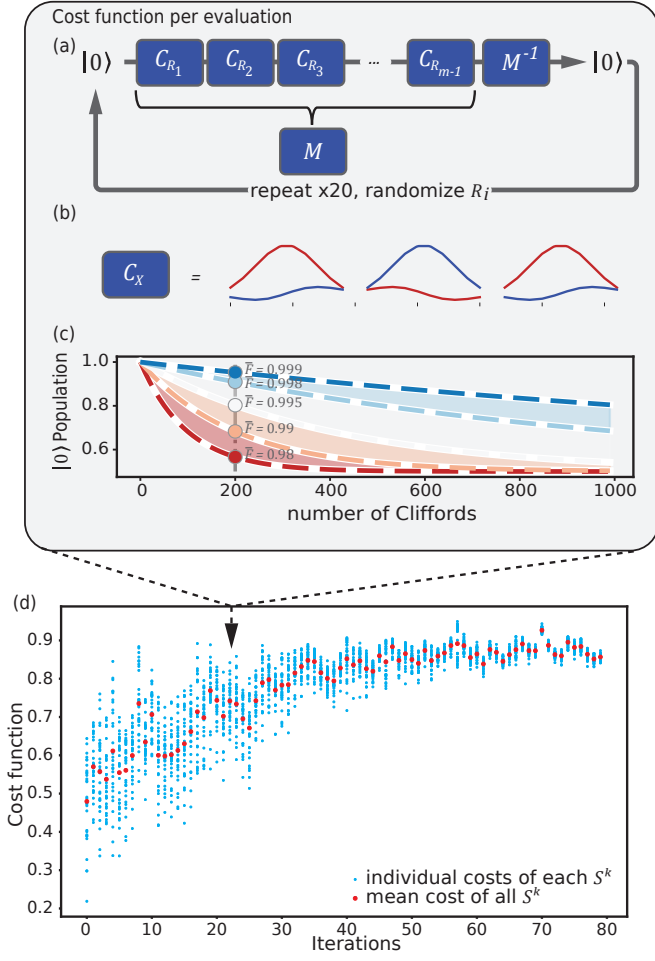 Cost function per evaluation
(a)
|0⟩ C_{R_1} C_{R_2} C_{R_3} ... C_{R_{m-1}} M^{-1} |0⟩
M
repeat x20, randomize R_i
(b)
C_X =
(c)
|0⟩ Population
1.0
0.8
0.6
F̄ = 0.999
F̄ = 0.998
F̄ = 0.995
F̄ = 0.99
F̄ = 0.98
0 200 400 600 800 1000
number of Cliffords
(d)
Cost function
0.9
0.8
0.7
0.6
0.5
0.4
0.3
0.2
individual costs of each S^k
mean cost of all S^k
0 10 20 30 40 50 60 70 80
Iterations